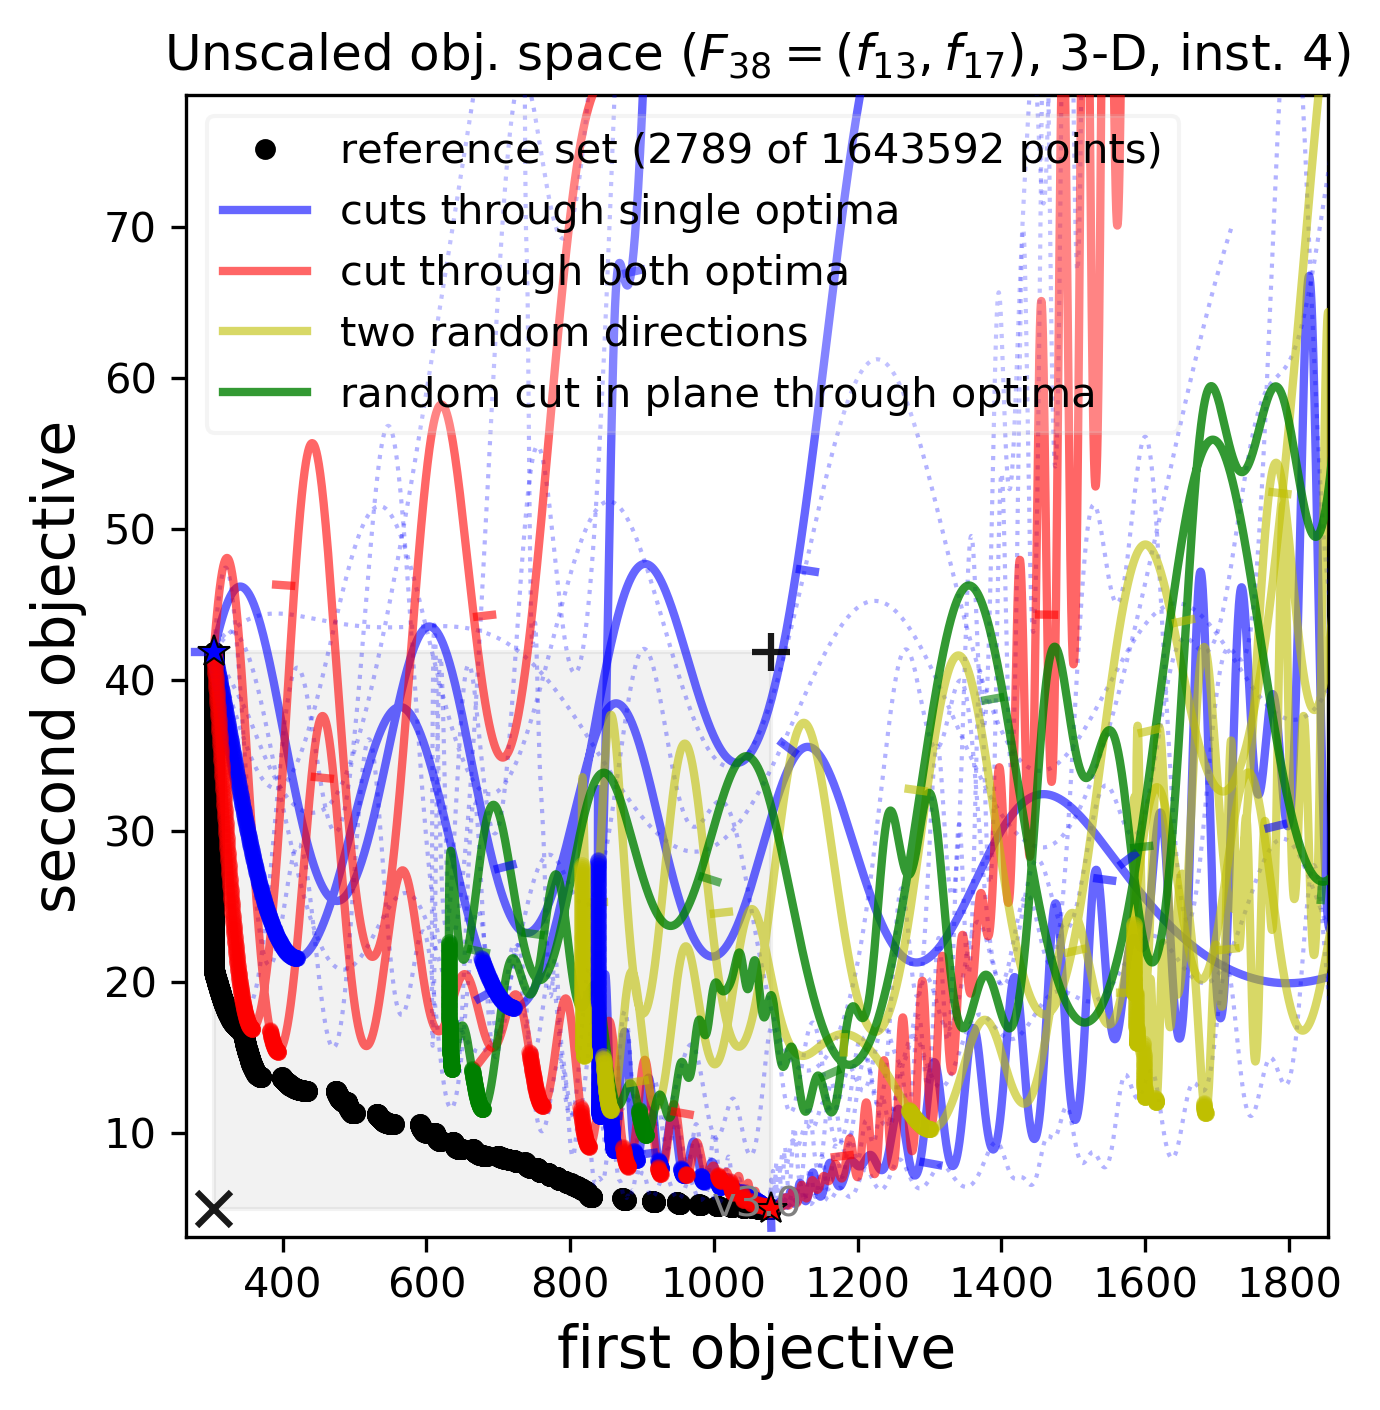 Unscaled obj. space (F₃₈ = (f₁₃, f₁₇), 3-D, inst. 4)
reference set (2789 of 1643592 points)
cuts through single optima
cut through both optima
two random directions
random cut in plane through optima
second objective
70
60
50
40
30
20
10
v3.0
400 600 800 1000 1200 1400 1600 1800
first objective